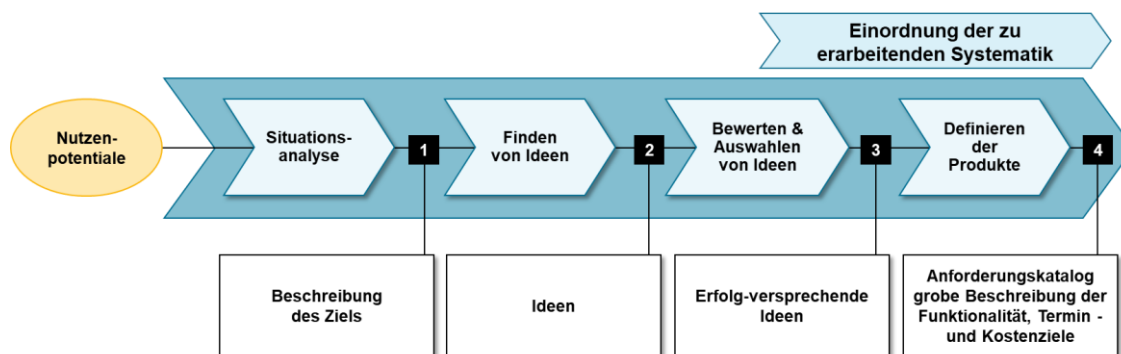 Einordnung der zu
erarbeitenden Systematik
Nutzen-
potentiale
Situations-
analyse
1
Finden
von Ideen
2
Bewerten &
Auswahlen
von Ideen
3
Definieren
der
Produkte
4
Beschreibung
des Ziels
Ideen
Erfolg-versprechende
Ideen
Anforderungskatalog
grobe Beschreibung der
Funktionalität, Termin -
und Kostenziele